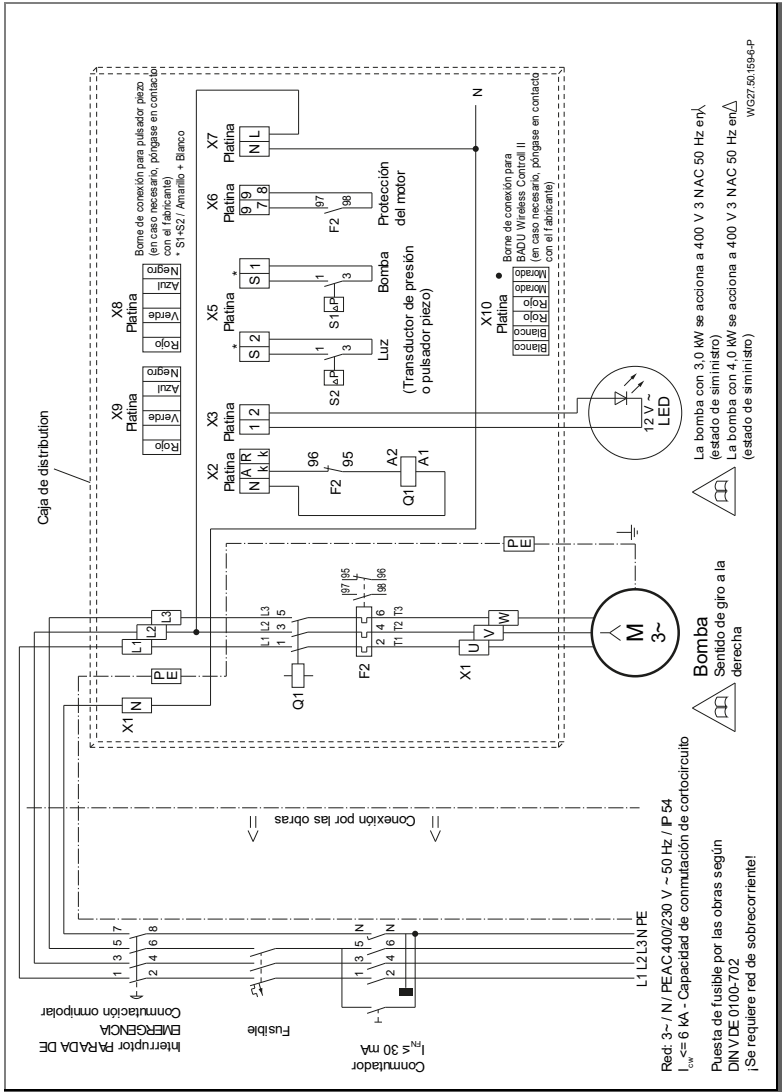 Caja de distribution
X9
Platina
Rojo
Verde
Azul
Negro
X8
Platina
Rojo
Verde
Azul
Negro
Borne de conexión para pulsador piezo
(en caso necesario, póngase en contacto
con el fabricante)
* S1+S2 / Amarillo + Blanco
X2
Platina
N A R
k k
96
F2
95
A2
Q1
A1
X3
Platina
1 2
X5
Platina
*
S 2
1
3
S2 ΔP
Luz
*
S 1
1
3
S1 ΔP
Bomba
(Transductor de presión
o pulsador piezo)
X6
Platina
9 9
7 8
97
98
F2
Protección
del motor
X7
Platina
N L
N
X10
Platina
Blanco
Blanco
Rojo
Rojo
Morado
Morado
Borne de conexión para
BADU Wireless Controll II
(en caso necesario, póngase en contacto
con el fabricante)
12 V ~
LED
X1
N
PE
L1
L2
L3
L1 L2 L3
1 3 5
Q1
97 95
98 96
F2
2 4 6
T1 T2 T3
X1
U
V
W
PE
M
3~
Bomba
Sentido de giro a la
derecha
La bomba con 3,0 kW se acciona a 400 V 3 NAC 50 Hz en
(estado de siministro)
La bomba con 4,0 kW se acciona a 400 V 3 NAC 50 Hz en
(estado de siministro)
WG27.50.159-6-P
Conexión por las obras
Interruptor PARADA DE
EMERGENCIA
Conmutación omnipolar
1 3 5 7
2 4 6 8
Fusible
Conmutador
I FN ≤ 30 mA
1 3 5 N
2 4 6 N
L1 L2 L3 N PE
Red: 3~ / N / PE AC 400/230 V ~ 50 Hz / IP 54
Icw <= 6 kA - Capacidad de conmutación de cortocircuito
Puesta de fusible por las obras según
DIN VDE 0100-702
¡Se requiere red de sobrecorriente!